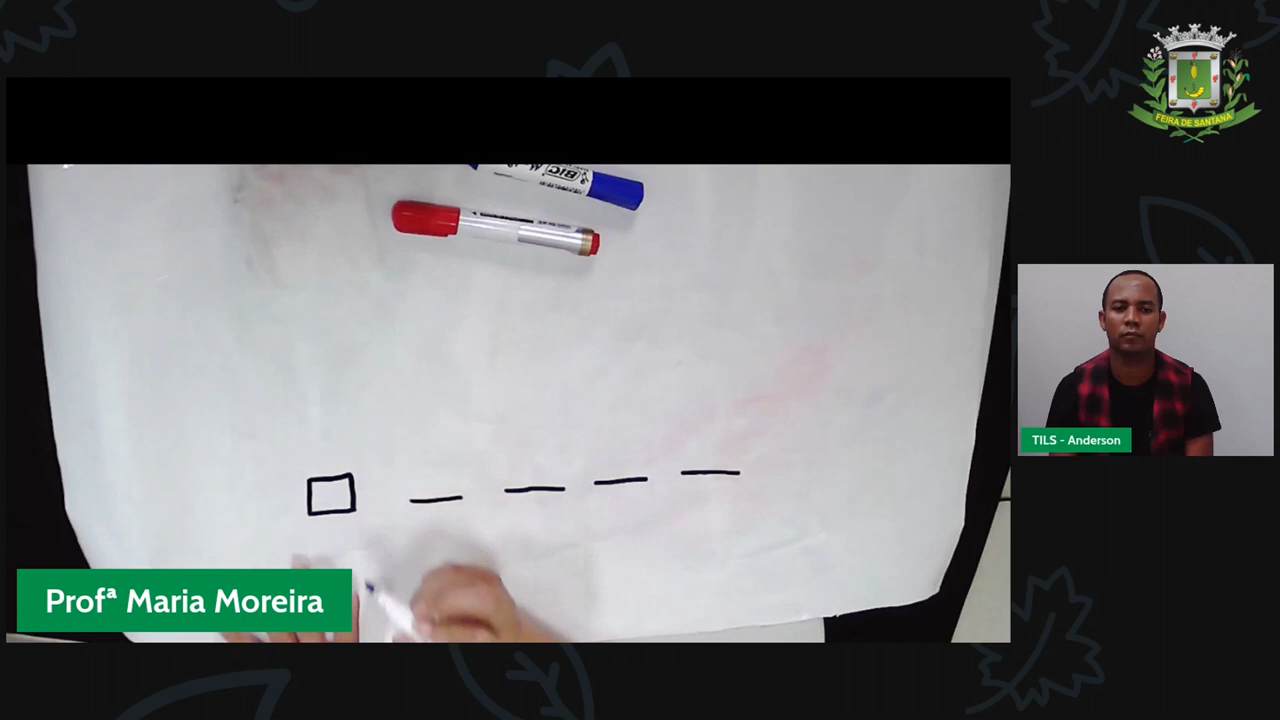 FEIRA DE SANTANA
BIC
TILS - Anderson
Profª Maria Moreira